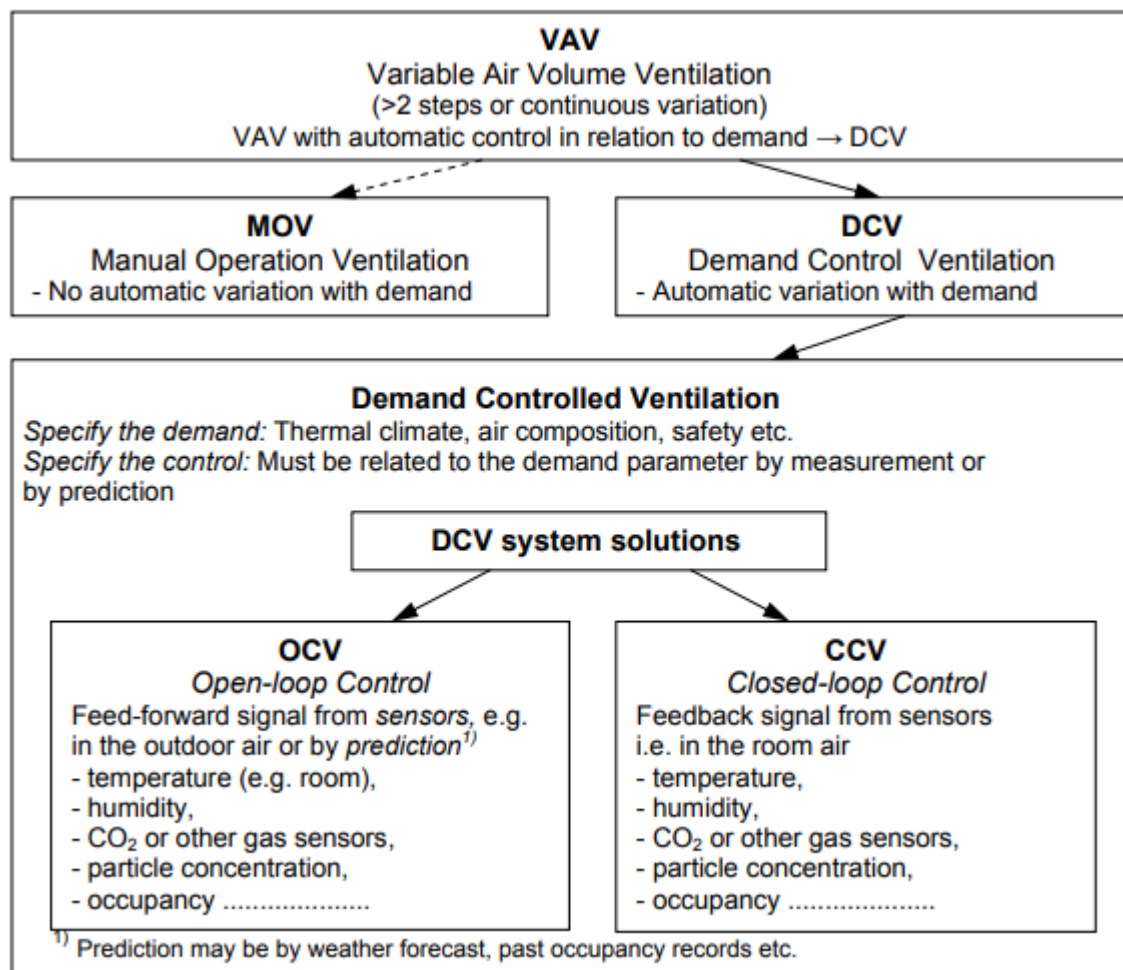 VAV
Variable Air Volume Ventilation
(>2 steps or continuous variation)
VAV with automatic control in relation to demand → DCV
MOV
Manual Operation Ventilation
- No automatic variation with demand
DCV
Demand Control Ventilation
- Automatic variation with demand
Demand Controlled Ventilation
Specify the demand: Thermal climate, air composition, safety etc.
Specify the control: Must be related to the demand parameter by measurement or
by prediction
DCV system solutions
OCV
Open-loop Control
Feed-forward signal from sensors, e.g.
in the outdoor air or by prediction¹⁾
- temperature (e.g. room),
- humidity,
- CO₂ or other gas sensors,
- particle concentration,
- occupancy ....................
CCV
Closed-loop Control
Feedback signal from sensors
i.e. in the room air
- temperature,
- humidity,
- CO₂ or other gas sensors,
- particle concentration,
- occupancy ....................
¹⁾ Prediction may be by weather forecast, past occupancy records etc.